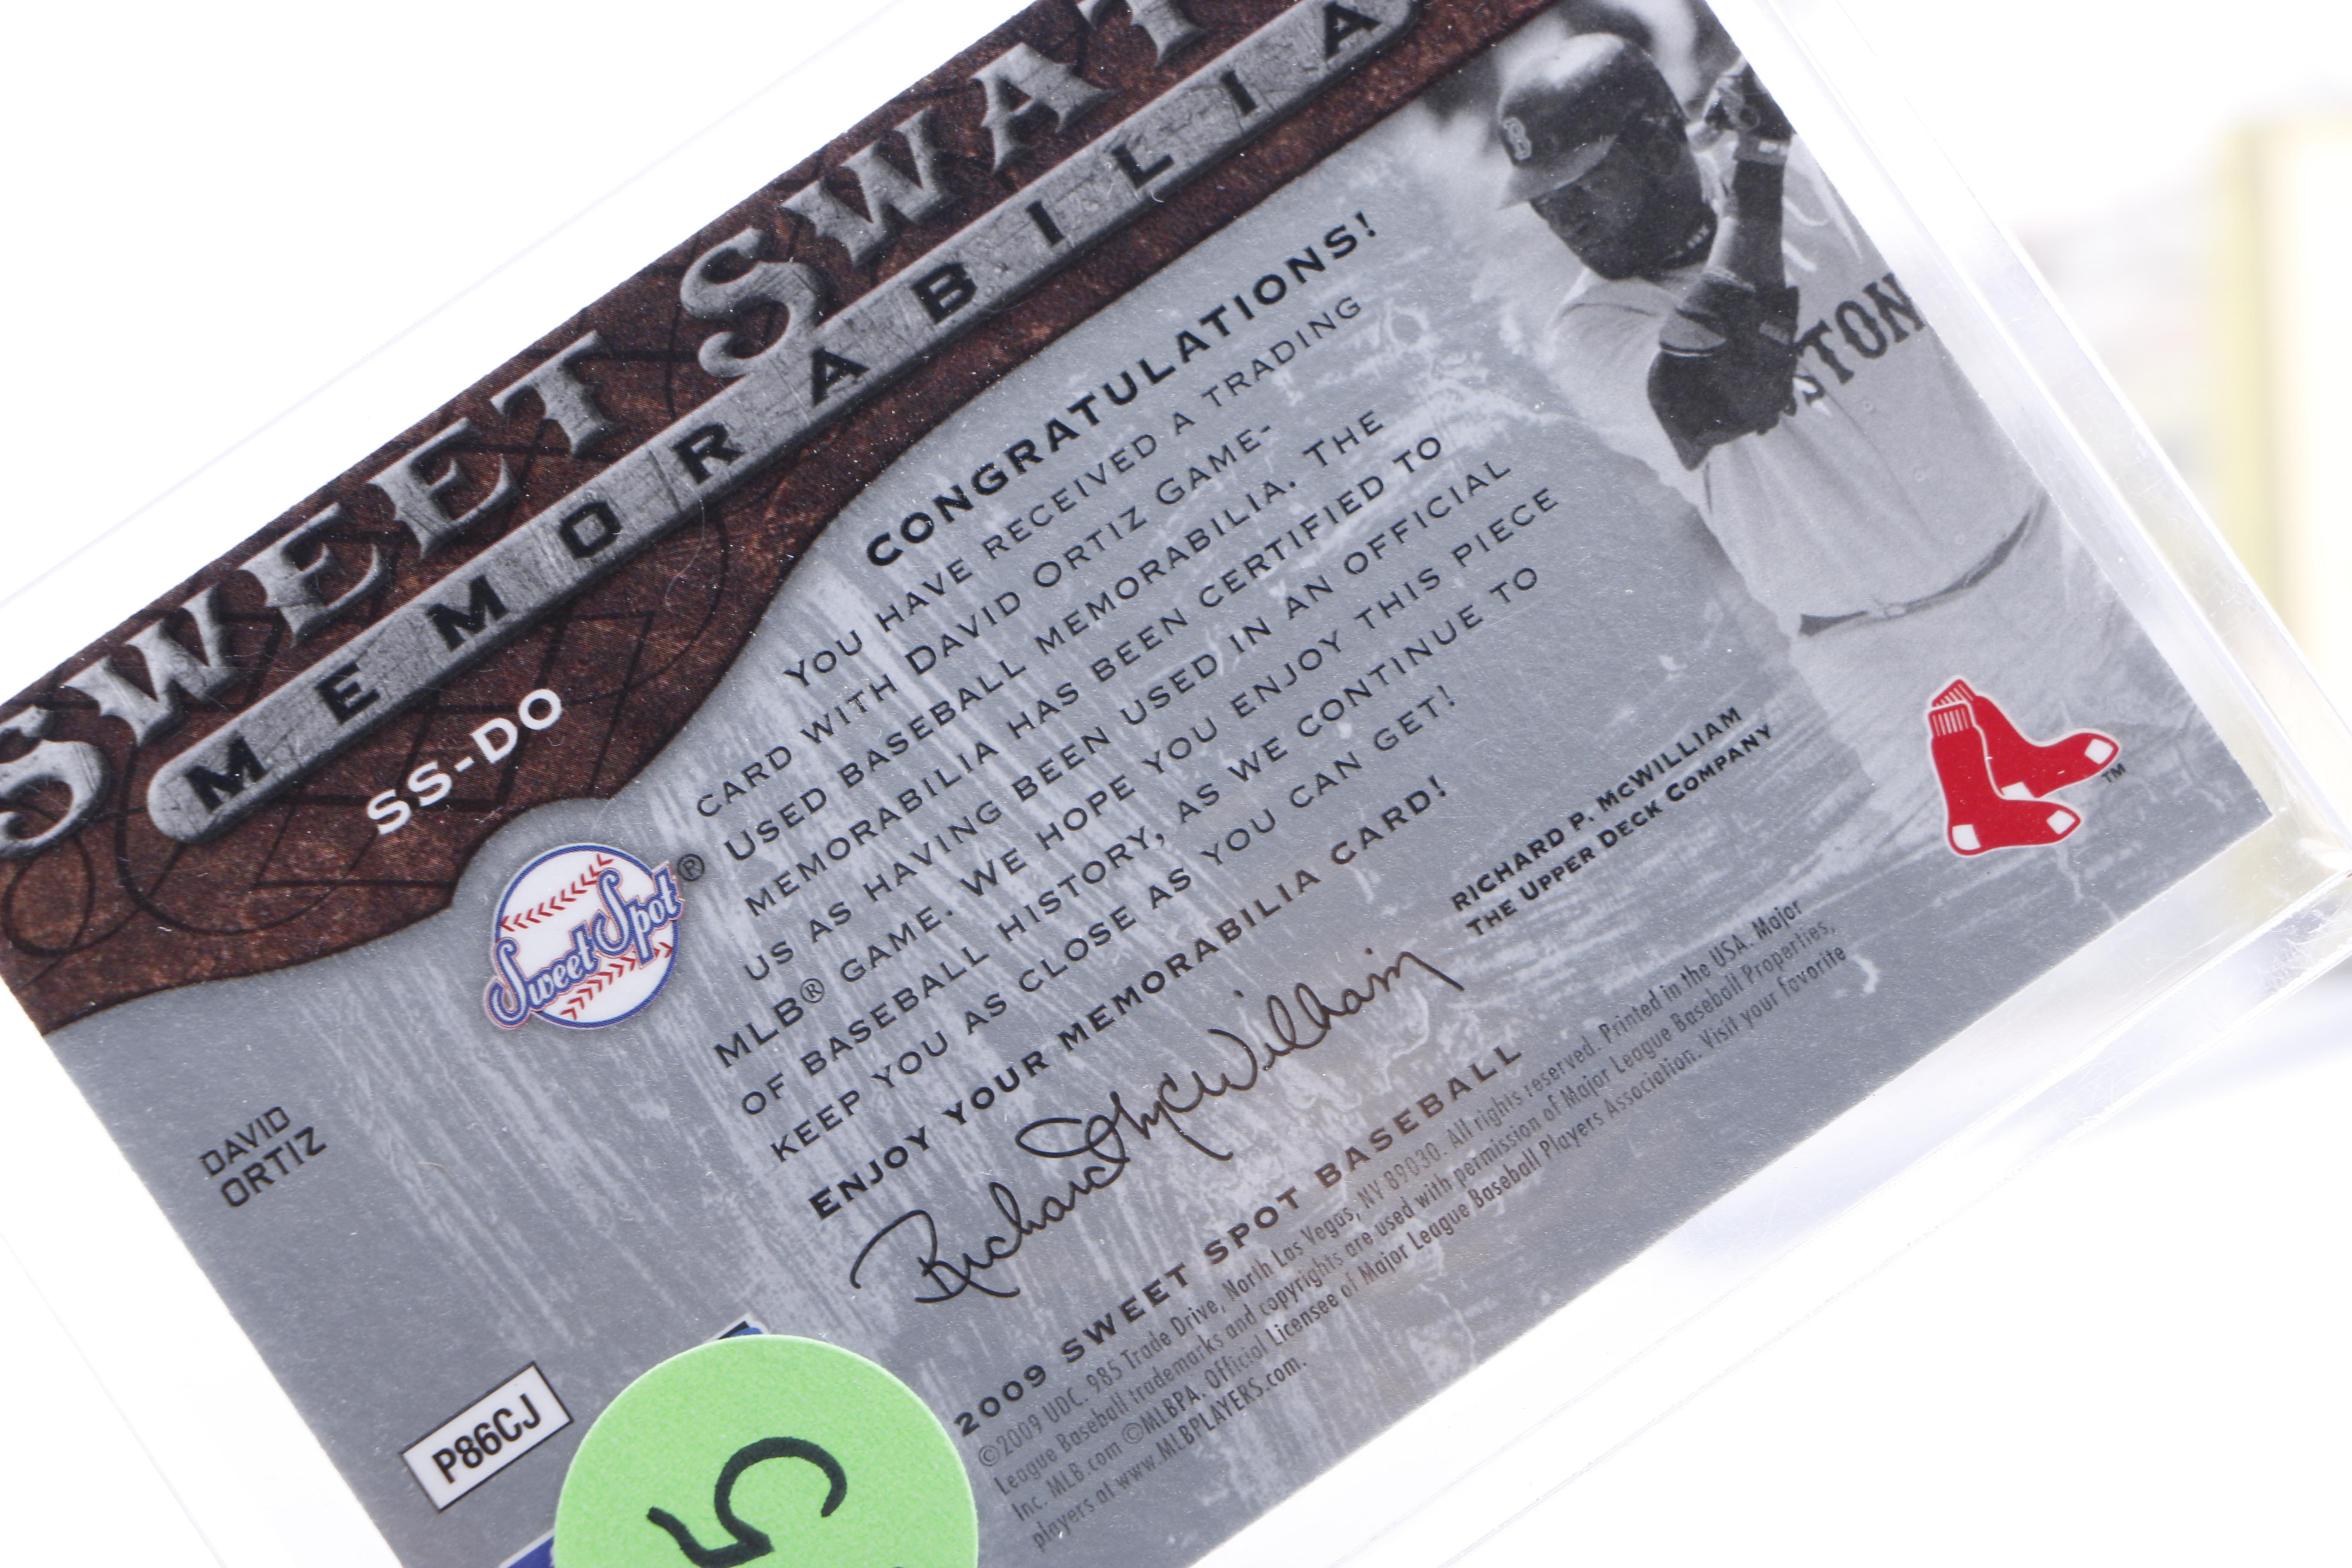 SWEET SWAT
MEMORABILIA
SS-DO
B
STON
CONGRATULATIONS!
YOU HAVE RECEIVED A TRADING
CARD WITH DAVID ORTIZ GAME-
USED BASEBALL MEMORABILIA. THE
MEMORABILIA HAS BEEN CERTIFIED TO
US AS HAVING BEEN USED IN AN OFFICIAL
MLB® GAME. WE HOPE YOU ENJOY THIS PIECE
OF BASEBALL HISTORY, AS WE CONTINUE TO
KEEP YOU AS CLOSE AS YOU CAN GET!
ENJOY YOUR MEMORABILIA CARD!
Sweet Spot®
Richard McWilliam
RICHARD P. McWILLIAM
THE UPPER DECK COMPANY
TM
DAVID
ORTIZ
P86CJ
5
2009 SWEET SPOT BASEBALL
©2009 UDC. 985 Trade Drive, North Las Vegas, NV 89030. All rights reserved. Printed in the USA. Major
League Baseball trademarks and copyrights are used with permission of Major League Baseball Properties,
Inc. MLB.com ©MLBPA. Official Licensee of Major League Baseball Players Association. Visit your favorite
players at www.MLBPLAYERS.com.